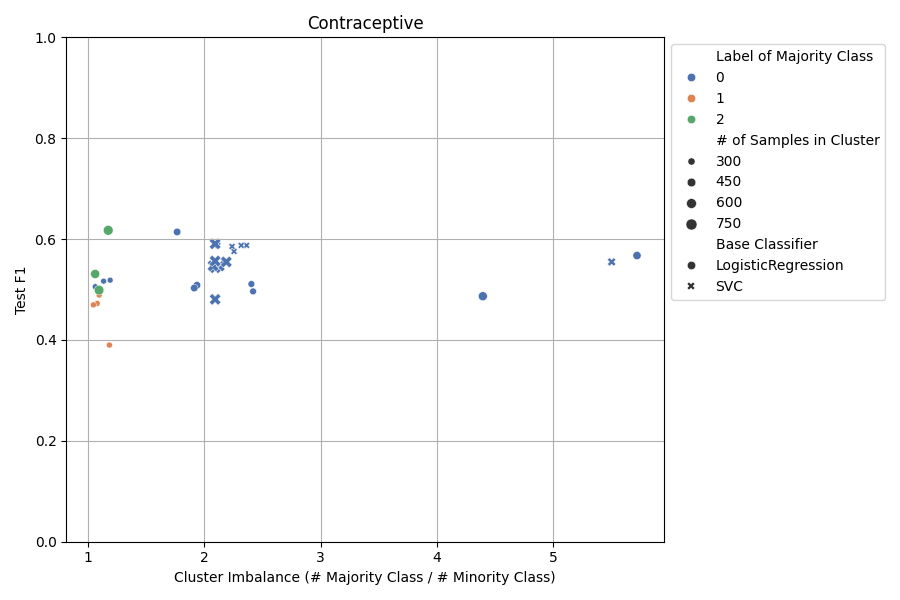 Contraceptive
1.0
0.8
0.6
0.4
0.2
0.0
Test F1
1 2 3 4 5
Cluster Imbalance (# Majority Class / # Minority Class)
Label of Majority Class
0
1
2
# of Samples in Cluster
300
450
600
750
Base Classifier
LogisticRegression
SVC